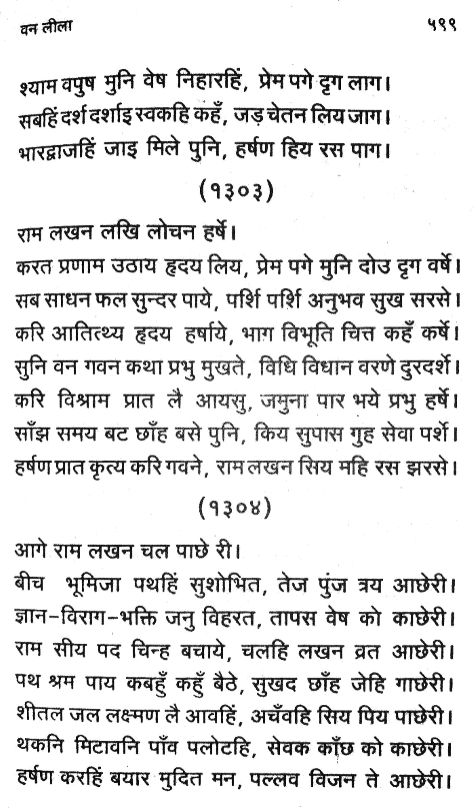 वन लीला
५९९
श्याम वपुष मुनि वेष निहारहिं, प्रेम पगे दृग लाग।
सबहिं दर्श दर्शाइ स्वकहि कहँ, जड़ चेतन लिय जाग।
भारद्वाजहिं जाइ मिले पुनि, हर्षण हिय रस पाग।
(१३०३)
राम लखन लखि लोचन हर्षे।
करत प्रणाम उठाय हृदय लिय, प्रेम पगे मुनि दोउ दृग वर्षे।
सब साधन फल सुन्दर पाये, पर्शि पर्शि अनुभव सुख सरसे।
करि आतित्थ्य हृदय हर्षाये, भाग विभूति चित्त कहँ कर्षे।
सुनि वन गवन कथा प्रभु मुखते, विधि विधान वरणे दुरदर्शे।
करि विश्राम प्रात लै आयसु, जमुना पार भये प्रभु हर्षे।
साँझ समय बट छाँह बसे पुनि, किय सुपास गुह सेवा पर्शे।
हर्षण प्रात कृत्य करि गवने, राम लखन सिय महि रस झरसे।
(१३०४)
आगे राम लखन चल पाछे री।
बीच भूमिजा पथहिं सुशोभित, तेज पुंज त्रय आछेरी।
ज्ञान-विराग-भक्ति जनु विहरत, तापस वेष को काछेरी।
राम सीय पद चिन्ह बचाये, चलहि लखन व्रत आछेरी।
पथ श्रम पाय कबहुँ कहुँ बैठे, सुखद छाँह जेहि गाछेरी।
शीतल जल लक्ष्मण लै आवहिं, अचँवहि सिय पिय पाछेरी।
थकनि मिटावनि पाँव पलोटहि, सेवक काँछ को काछेरी।
हर्षण करहिं बयार मुदित मन, पल्लव विजन ते आछेरी।